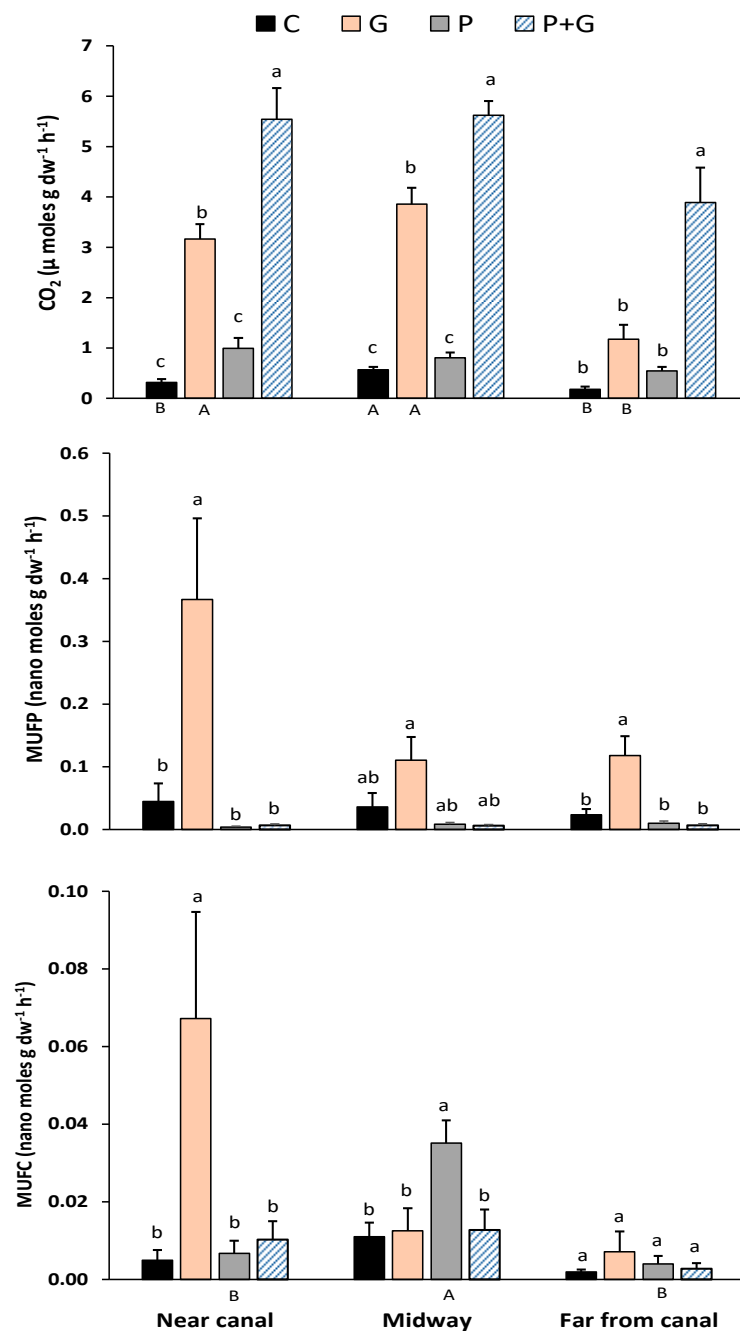 C G P P+G
CO2 (µ moles g dw-1 h-1)
7
6
5
4
3
2
1
0
c b c a
c b c a
b b b a
B A
A A
B B
MUFP (nano moles g dw-1 h-1)
0.6
0.5
0.4
0.3
0.2
0.1
0.0
b a b b
ab a ab ab
b a b b
MUFC (nano moles g dw-1 h-1)
0.10
0.08
0.06
0.04
0.02
0.00
b a b b
b b a b
a a a a
B A B
Near canal Midway Far from canal